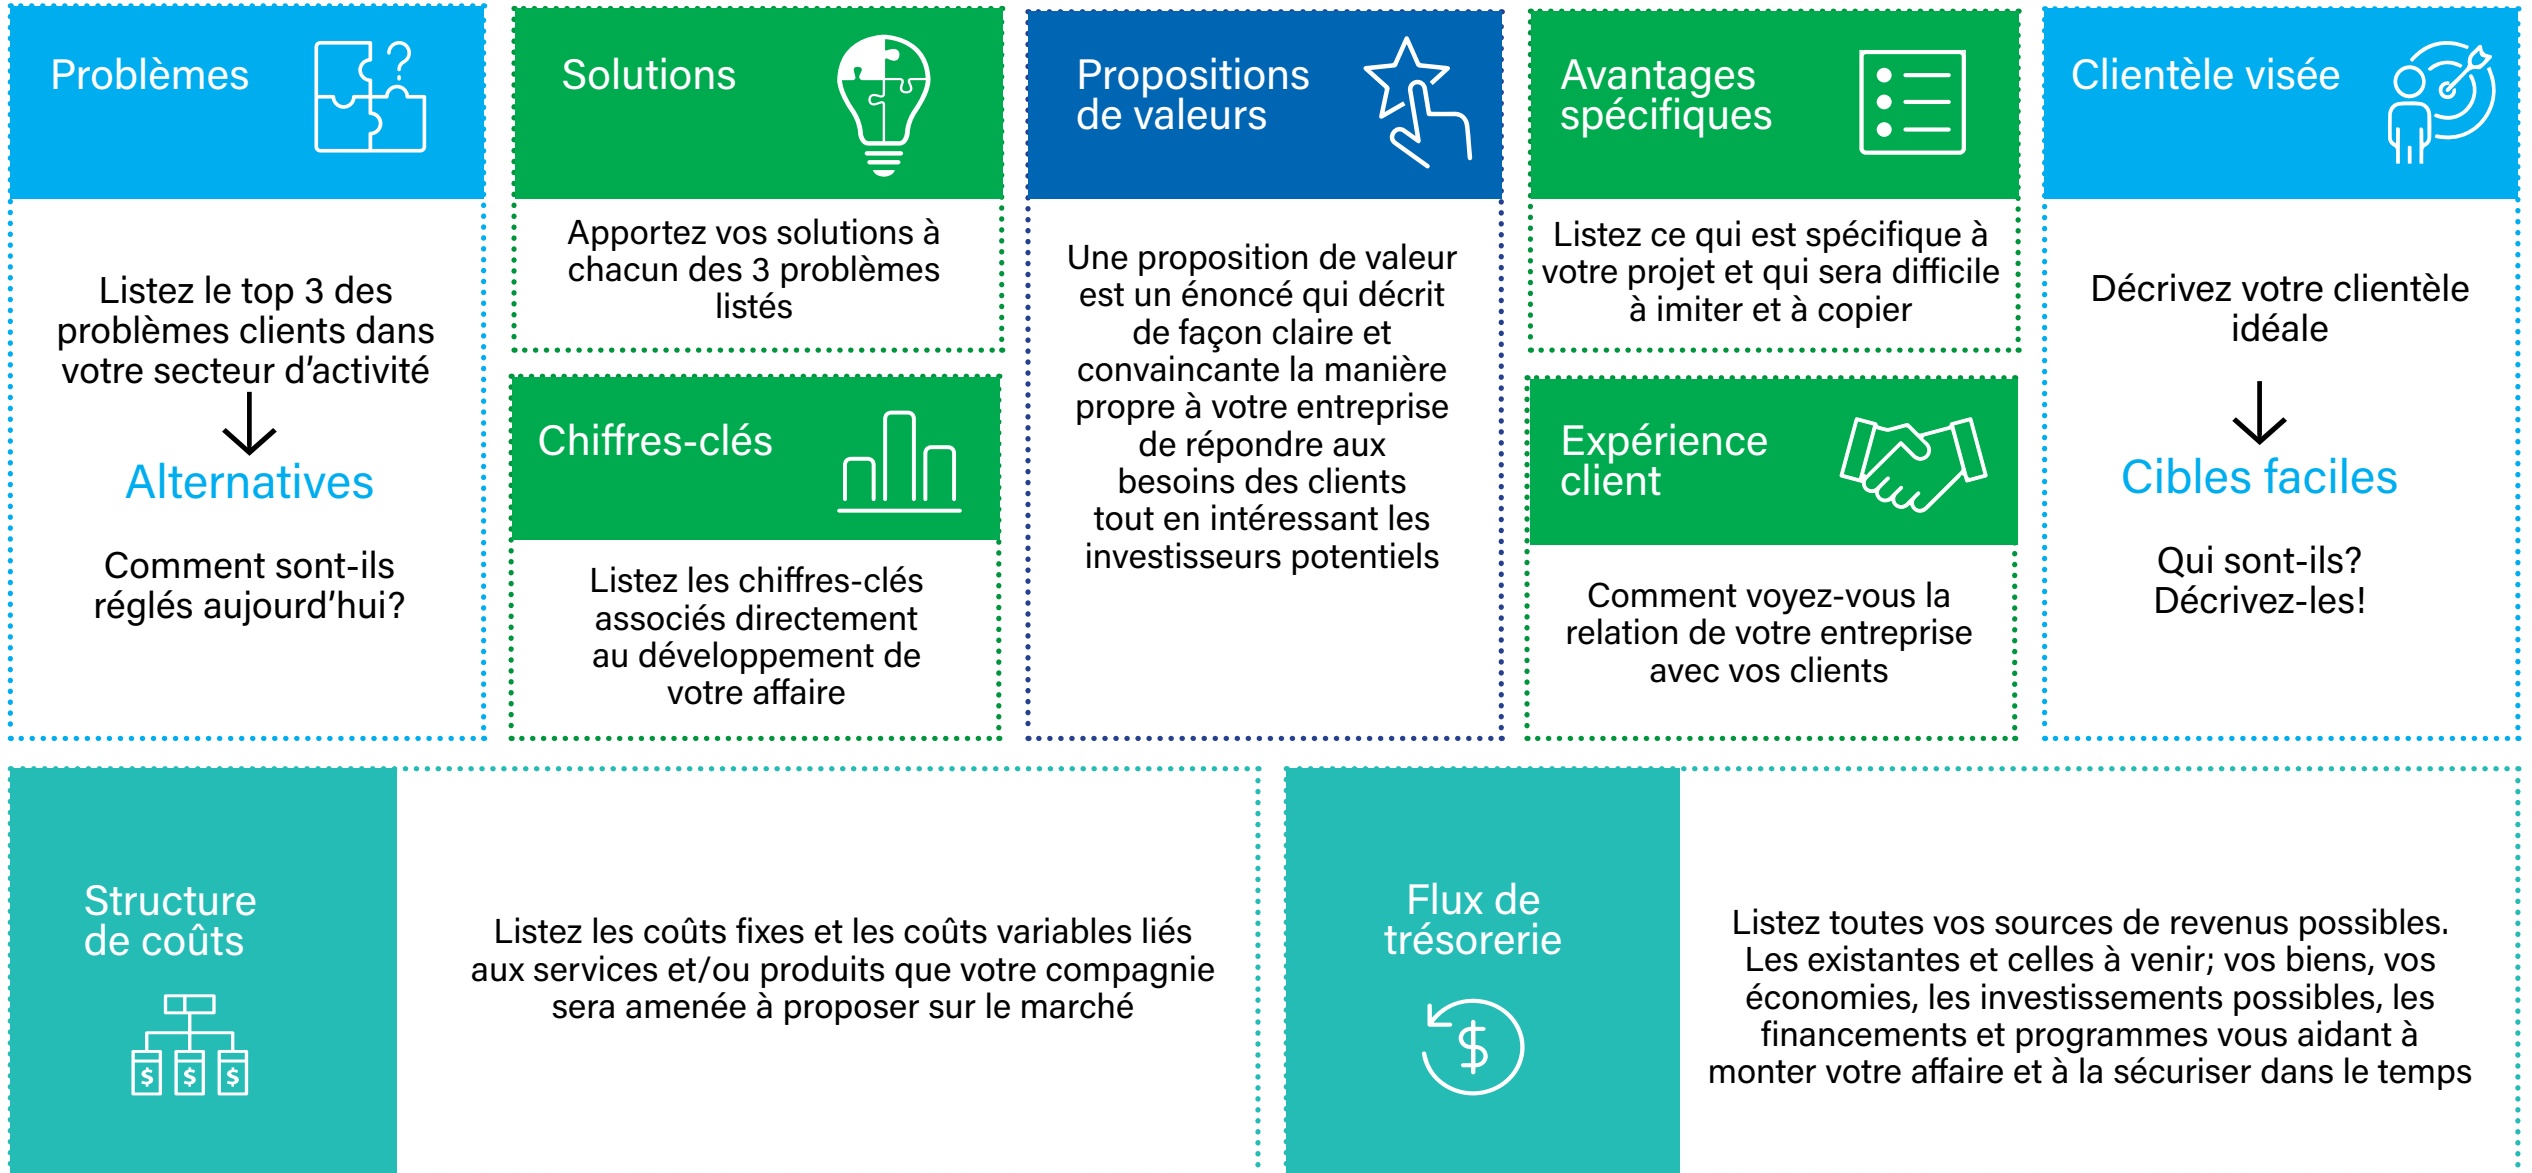 Problèmes
Listez le top 3 des
problèmes clients dans
votre secteur d'activité
Alternatives
Comment sont-ils
réglés aujourd'hui?
Solutions
Apportez vos solutions à
chacun des 3 problèmes
listés
Chiffres-clés
Listez les chiffres-clés
associés directement
au développement de
votre affaire
Propositions
de valeurs
Une proposition de valeur
est un énoncé qui décrit
de façon claire et
convaincante la manière
propre à votre entreprise
de répondre aux
besoins des clients
tout en intéressant les
investisseurs potentiels
Avantages
spécifiques
Listez ce qui est spécifique à
votre projet et qui sera difficile
à imiter et à copier
Expérience
client
Comment voyez-vous la
relation de votre entreprise
avec vos clients
Clientèle visée
Décrivez votre clientèle
idéale
Cibles faciles
Qui sont-ils?
Décrivez-les!
Structure
de coûts
$ $ $
Listez les coûts fixes et les coûts variables liés
aux services et/ou produits que votre compagnie
sera amenée à proposer sur le marché
Flux de
trésorerie
$
Listez toutes vos sources de revenus possibles.
Les existantes et celles à venir; vos biens, vos
économies, les investissements possibles, les
financements et programmes vous aidant à
monter votre affaire et à la sécuriser dans le temps